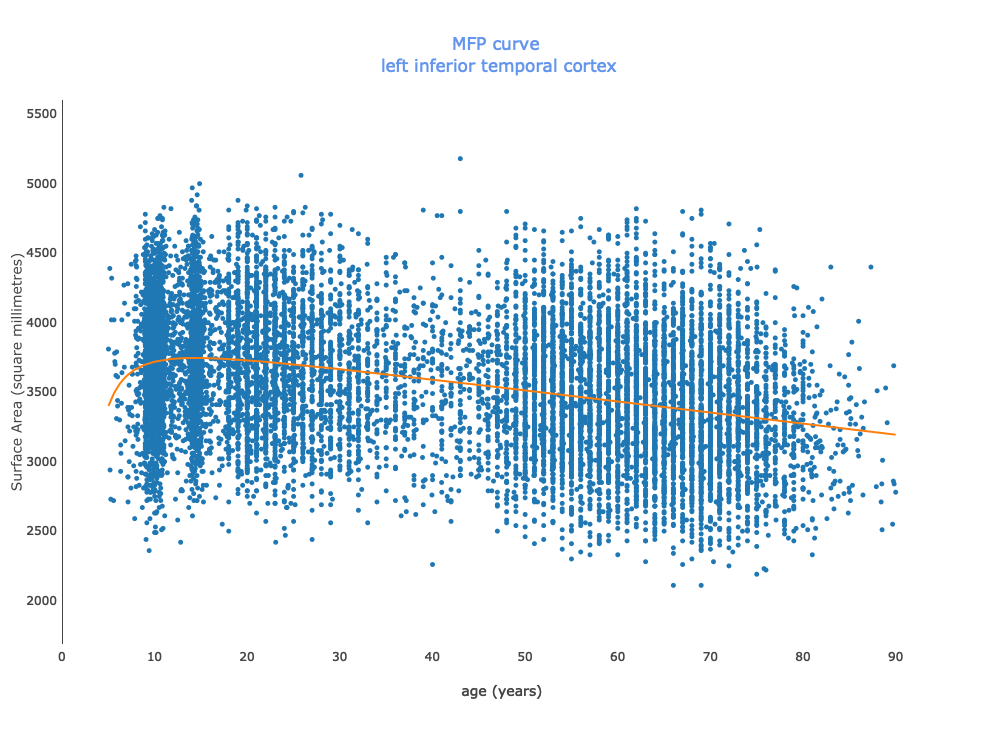 MFP curve
left inferior temporal cortex
Surface Area (square millimetres)
5500
5000
4500
4000
3500
3000
2500
2000
0 10 20 30 40 50 60 70 80 90
age (years)